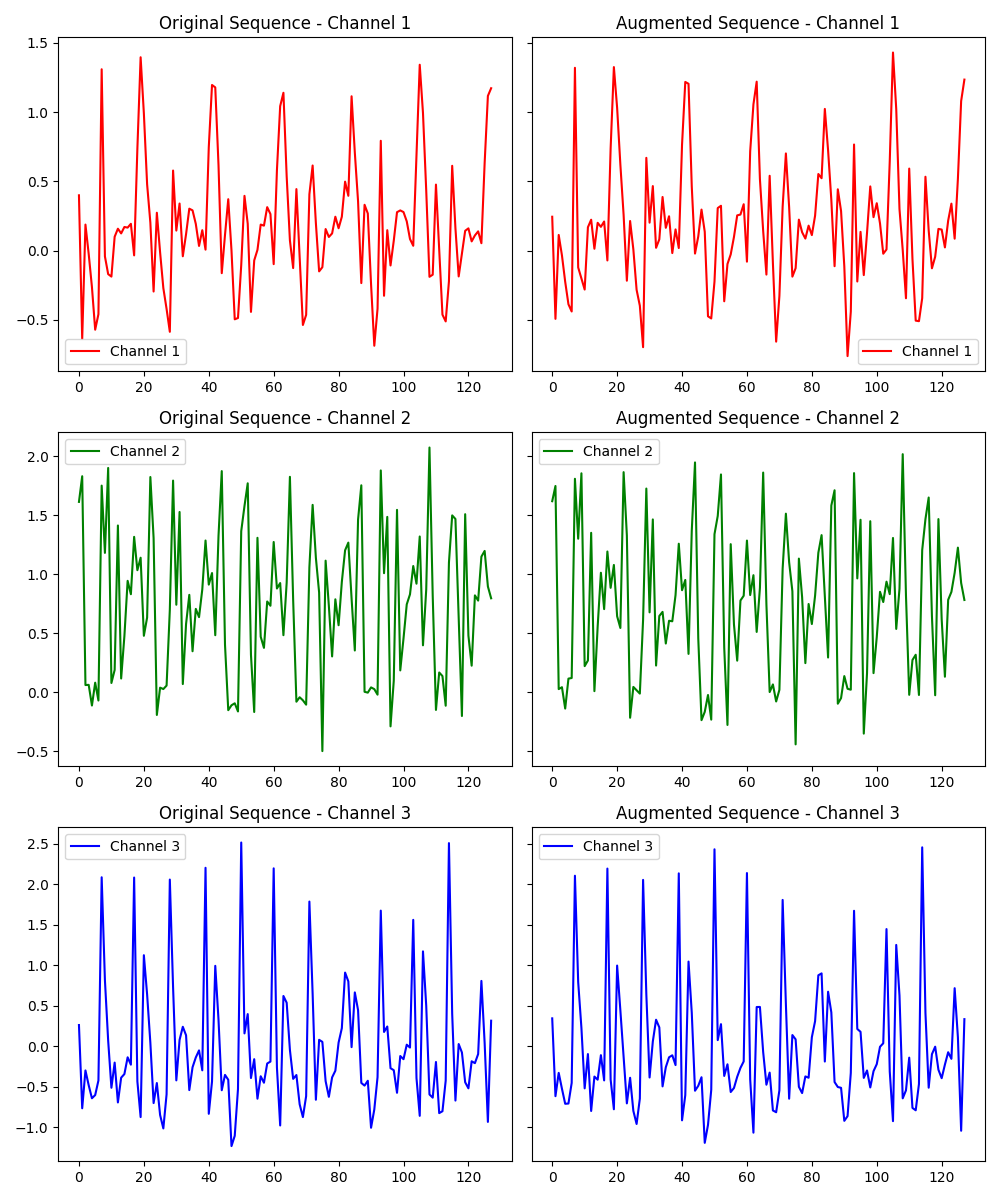 Original Sequence - Channel 1
Augmented Sequence - Channel 1
1.5
1.0
0.5
0.0
−0.5
Channel 1
Channel 1
0 20 40 60 80 100 120
0 20 40 60 80 100 120
Original Sequence - Channel 2
Augmented Sequence - Channel 2
Channel 2
Channel 2
2.0
1.5
1.0
0.5
0.0
−0.5
0 20 40 60 80 100 120
0 20 40 60 80 100 120
Original Sequence - Channel 3
Augmented Sequence - Channel 3
Channel 3
Channel 3
2.5
2.0
1.5
1.0
0.5
0.0
−0.5
−1.0
0 20 40 60 80 100 120
0 20 40 60 80 100 120